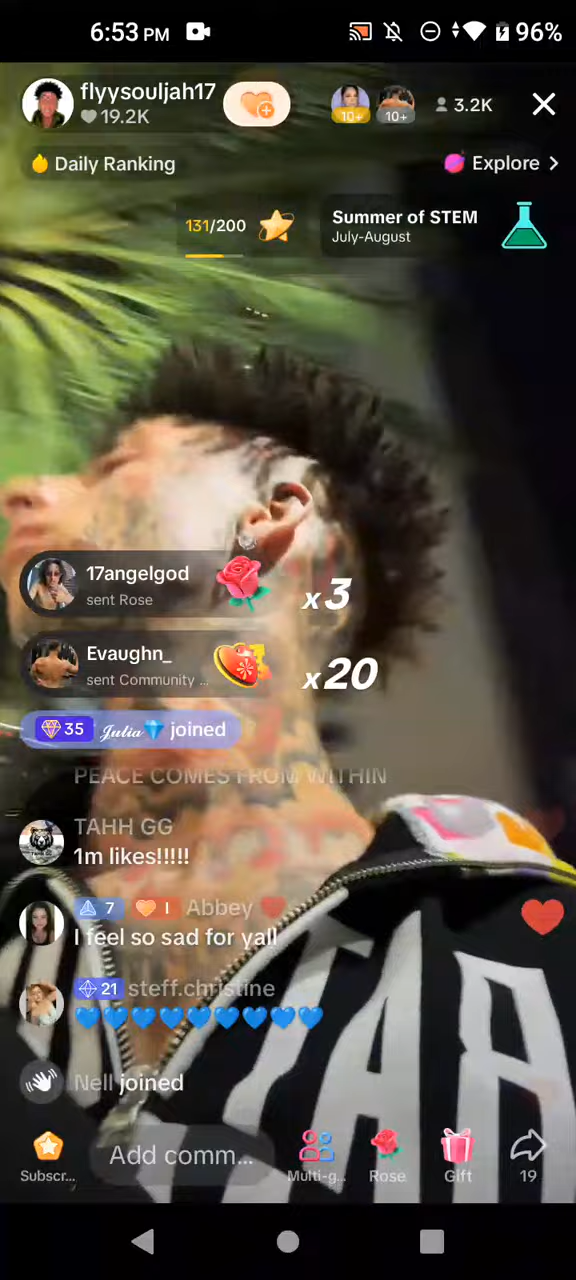 6:53 PM
96%
flyysouljah17
19.2K
10+
10+
3.2K
Daily Ranking
Explore >
131/200
Summer of STEM
July-August
17angelgod
sent Rose
x3
Evaughn_
sent Community ...
x20
35 𝒥𝓊𝓁𝒾𝒶 joined
PEACE COMES FROM WITHIN
TAHH GG
1m likes!!!!!
7 I Abbey
I feel so sad for yall
21 steff.christine
Nell joined
Subscr...
Add comm...
Multi-g...
Rose
Gift
19